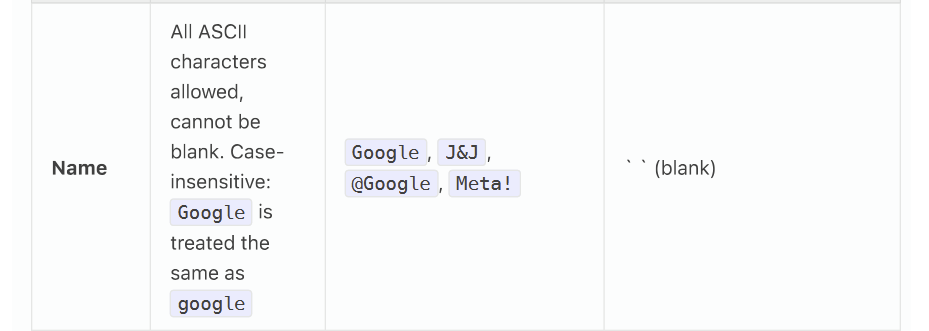 Name
All ASCII
characters
allowed,
cannot be
blank. Case-
insensitive:
Google is
treated the
same as
google
Google, J&J,
@Google, Meta!
` ` (blank)